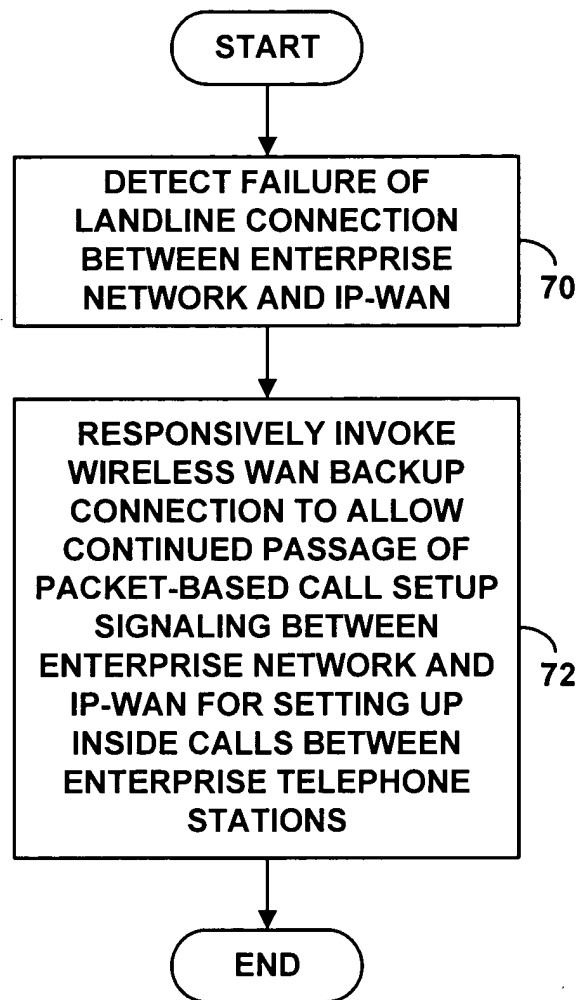 START
DETECT FAILURE OF
LANDLINE CONNECTION
BETWEEN ENTERPRISE
NETWORK AND IP-WAN
70
RESPONSIVELY INVOKE
WIRELESS WAN BACKUP
CONNECTION TO ALLOW
CONTINUED PASSAGE OF
PACKET-BASED CALL SETUP
SIGNALING BETWEEN
ENTERPRISE NETWORK AND
IP-WAN FOR SETTING UP
INSIDE CALLS BETWEEN
ENTERPRISE TELEPHONE
STATIONS
72
END